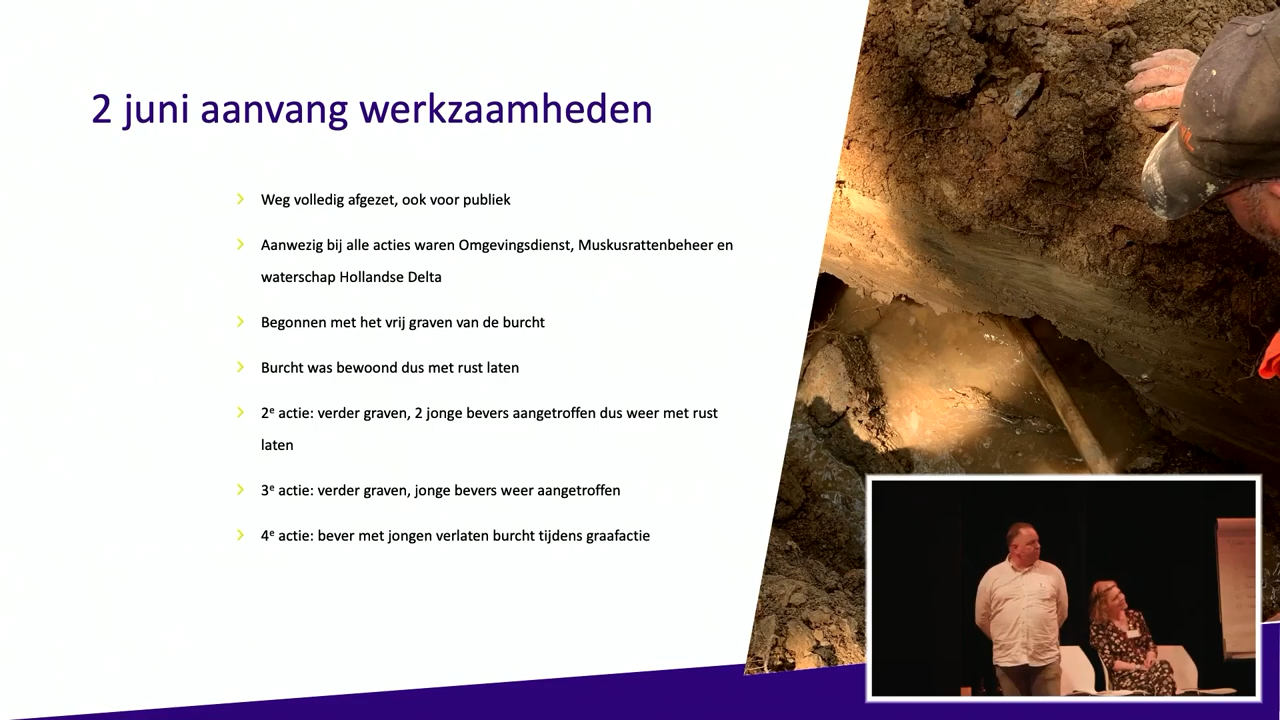 2 juni aanvang werkzaamheden
Weg volledig afgezet, ook voor publiek
Aanwezig bij alle acties waren Omgevingsdienst, Muskusrattenbeheer en
waterschap Hollandse Delta
Begonnen met het vrij graven van de burcht
Burcht was bewoond dus met rust laten
2e actie: verder graven, 2 jonge bevers aangetroffen dus weer met rust
laten
3e actie: verder graven, jonge bevers weer aangetroffen
4e actie: bever met jongen verlaten burcht tijdens graafactie